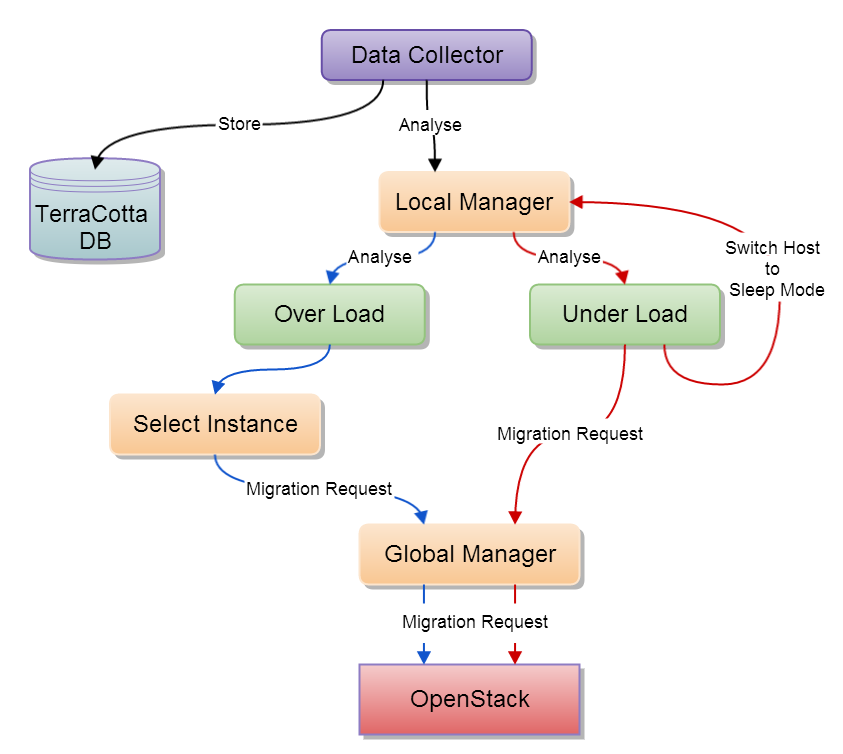 Data Collector
Store
Analyse
TerraCotta
DB
Local Manager
Switch Host
to
Sleep Mode
Analyse
Analyse
Over Load
Under Load
Select Instance
Migration Request
Migration Request
Global Manager
Migration Request
OpenStack